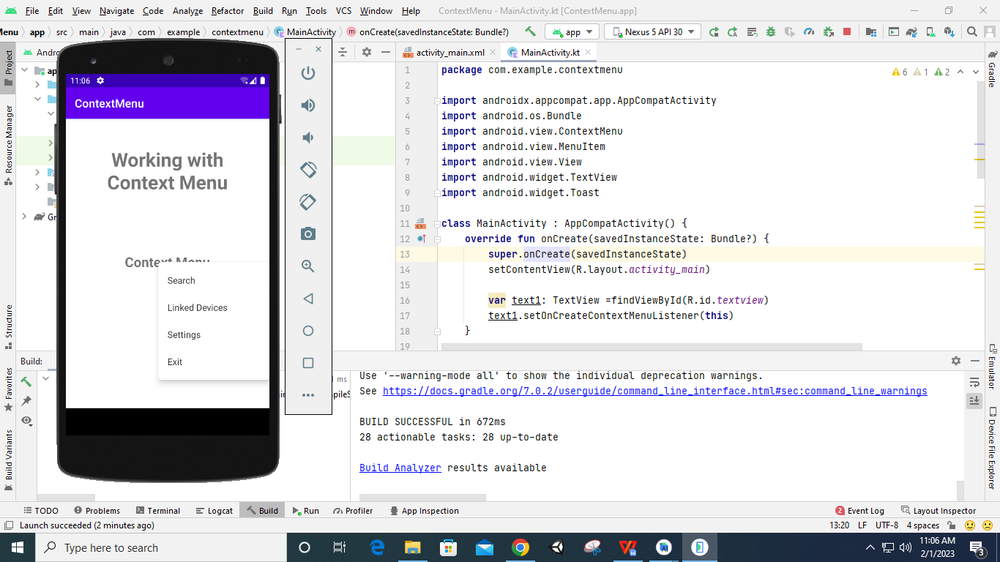 File Edit View Navigate Code Analyze Refactor Build Run Tools VCS Window Help ContextMenu - MainActivity.kt [ContextMenu.app]
Menu app src main java com example contextmenu MainActivity onCreate(savedInstanceState: Bundle?) app Nexus 5 API 30
Project
Resource Manager
Structure
Favorites
Build Variants
Andro
ap
Gr
11:06
ContextMenu
Working with
Context Menu
Context Menu
Search
Linked Devices
Settings
Exit
activity_main.xml MainActivity.kt
6 1 2
1 package com.example.contextmenu
2
3 import androidx.appcompat.app.AppCompatActivity
4 import android.os.Bundle
5 import android.view.ContextMenu
6 import android.view.MenuItem
7 import android.view.View
8 import android.widget.TextView
9 import android.widget.Toast
10
11 class MainActivity : AppCompatActivity() {
12 override fun onCreate(savedInstanceState: Bundle?) {
13 super.onCreate(savedInstanceState)
14 setContentView(R.layout.activity_main)
16 var text1: TextView =findViewById(R.id.textview)
17 text1.setOnCreateContextMenuListener(this)
18 }
19
Gradle
Emulator
Device File Explorer
Build:
ms
Use '--warning-mode all' to show the individual deprecation warnings.
See https://docs.gradle.org/7.0.2/userguide/command_line_interface.html#sec:command_line_warnings
BUILD SUCCESSFUL in 672ms
28 actionable tasks: 28 up-to-date
Build Analyzer results available
TODO Problems Terminal Logcat Build Run Profiler App Inspection 2 Event Log Layout Inspector
Launch succeeded (2 minutes ago) 13:20 LF UTF-8 4 spaces
Type here to search
11:06 AM
2/1/2023
3